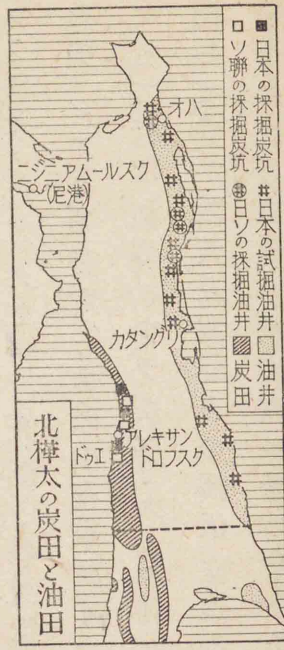 ■日本の採掘炭坑
□ソ聯の採掘炭坑
井日本の試掘油井
井日ソの採掘油井
油井
炭田
オハ
ニジニアムールスク
(尼港)
カタングリ
アレキサン
ドロフスク
ドゥエ
北樺太の炭田と油田